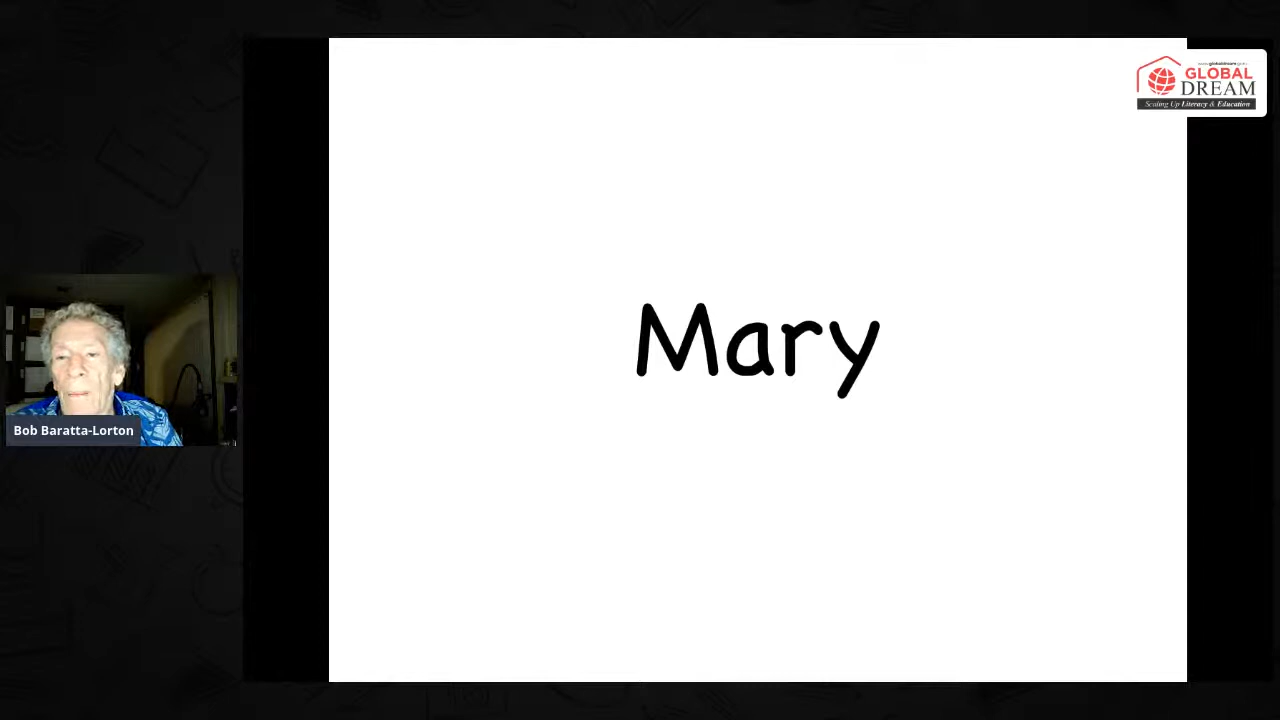 Mary
GLOBAL
DREAM
Scaling Up Literacy & Education
Bob Baratta-Lorton